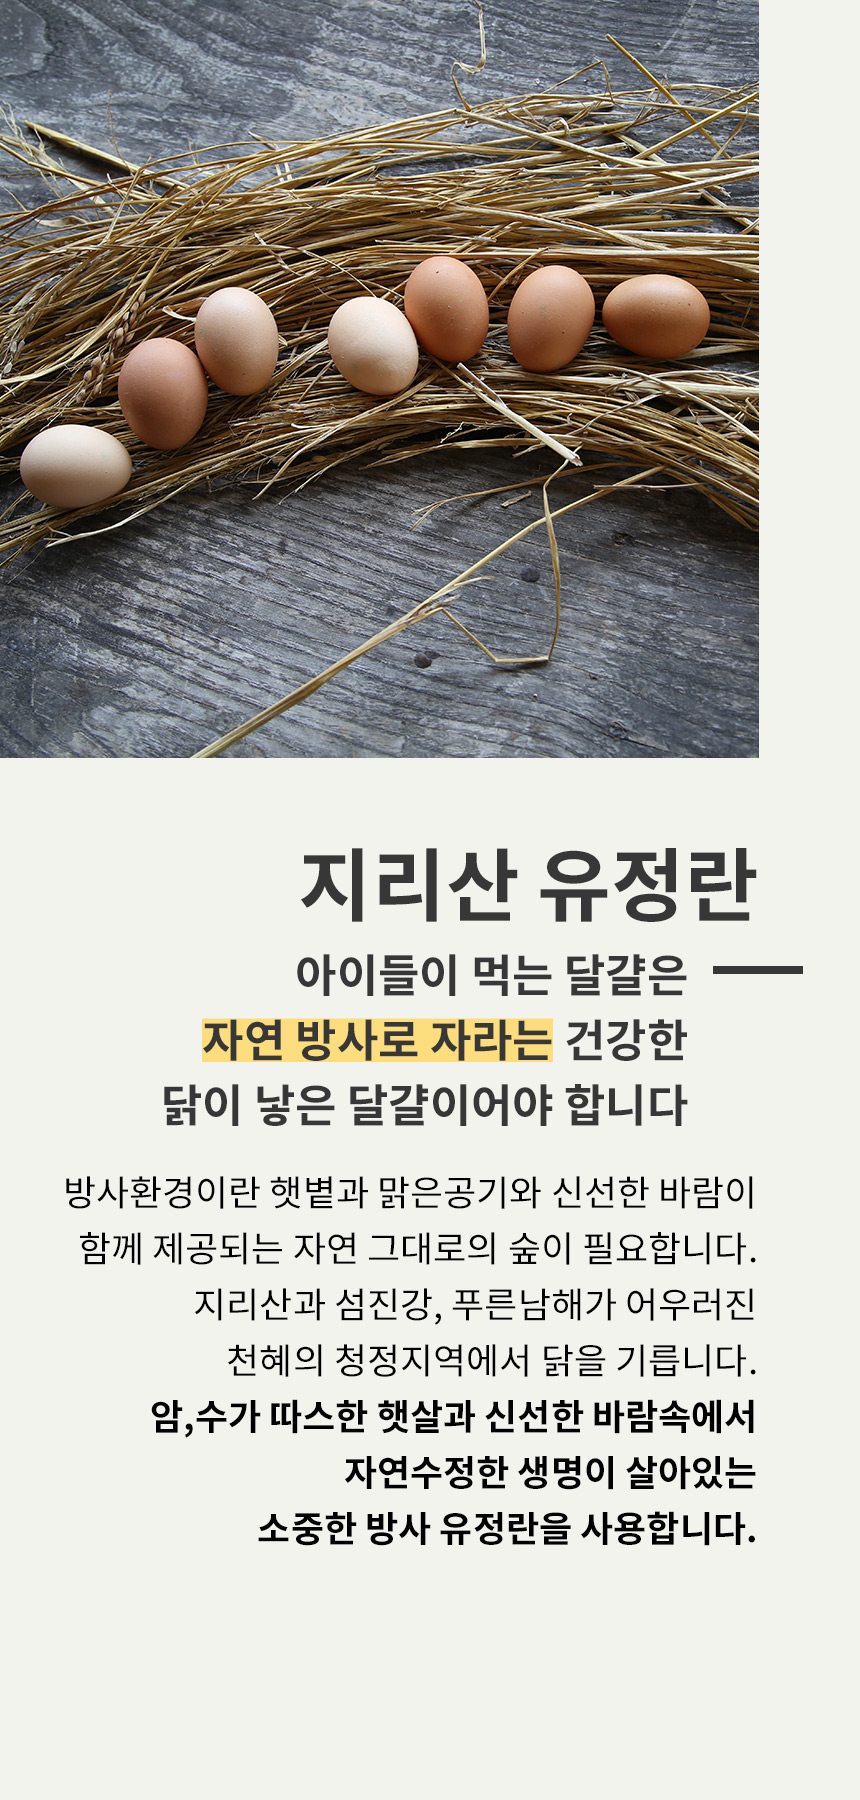 지리산 유정란
아이들이 먹는 달걀은
자연 방사로 자라는 건강한
닭이 낳은 달걀이어야 합니다
방사환경이란 햇볕과 맑은공기와 신선한 바람이
함께 제공되는 자연 그대로의 숲이 필요합니다.
지리산과 섬진강, 푸른남해가 어우러진
천혜의 청정지역에서 닭을 기릅니다.
암,수가 따스한 햇살과 신선한 바람속에서
자연수정한 생명이 살아있는
소중한 방사 유정란을 사용합니다.